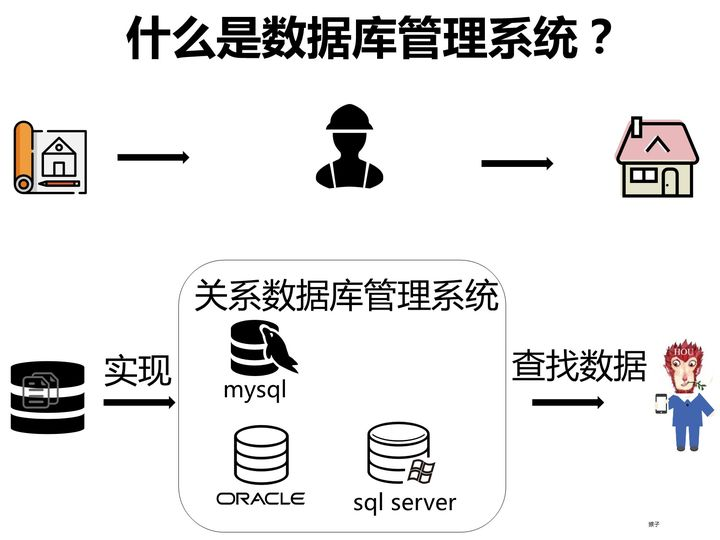 什么是数据库管理系统？
关系数据库管理系统
实现
mysql
ORACLE
sql server
查找数据
HOU
猴子